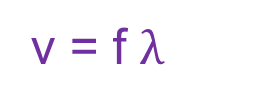 v = f λ